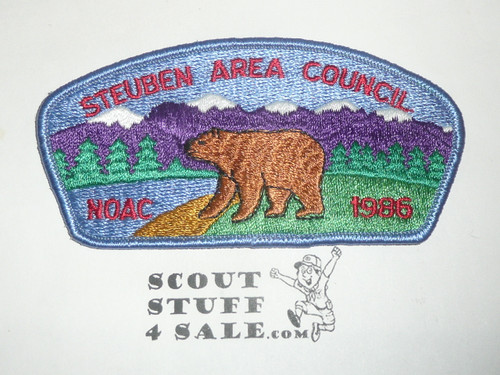 STEUBEN AREA COUNCIL
NOAC 1986
SCOUT
STUFF
4 SALE.com